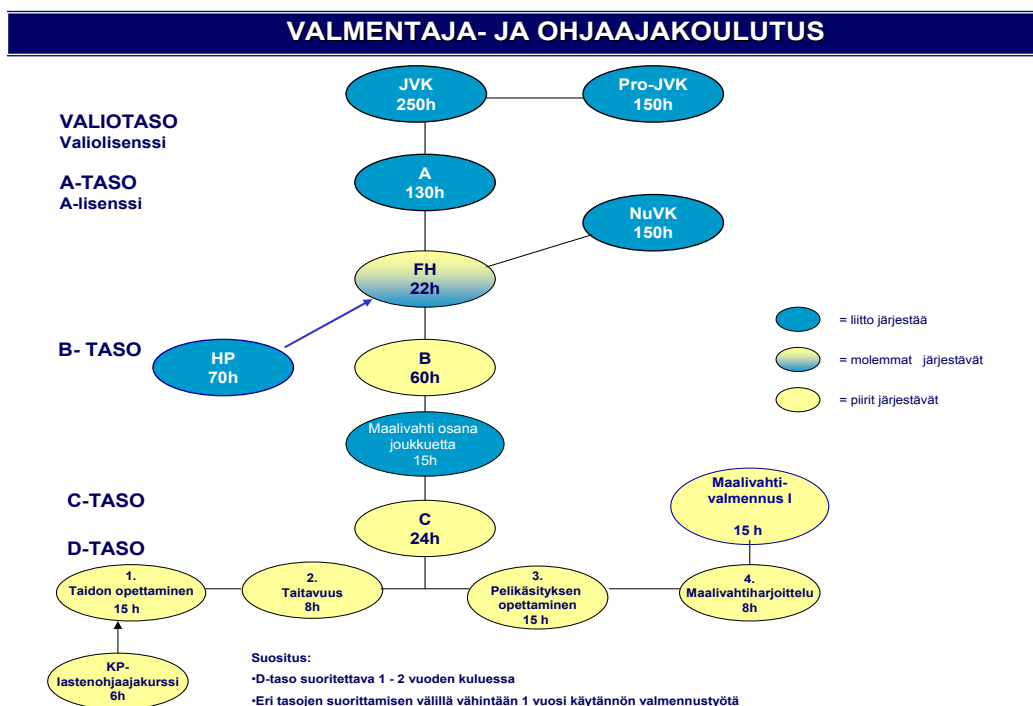 VALMENTAJA- JA OHJAAJAKOULUTUS
JVK
250h
Pro-JVK
150h
VALIOTASO
Valiolisenssi
A-TASO
A-lisenssi
A
130h
NuVK
150h
FH
22h
= liitto järjestää
B- TASO
HP
70h
B
60h
= molemmat järjestävät
= piirit järjestävät
Maalivahti osana
joukkuetta
15h
C-TASO
C
24h
Maalivahti-
valmennus I
15 h
D-TASO
1.
Taidon opettaminen
15 h
2.
Taitavuus
8h
3.
Pelikäsityksen
opettaminen
15 h
4.
Maalivahtiharjoittelu
8h
KP-
lastenohjaajakurssi
6h
Suositus:
•D-taso suoritettava 1 - 2 vuoden kuluessa
•Eri tasojen suorittamisen välillä vähintään 1 vuosi käytännön valmennustyötä